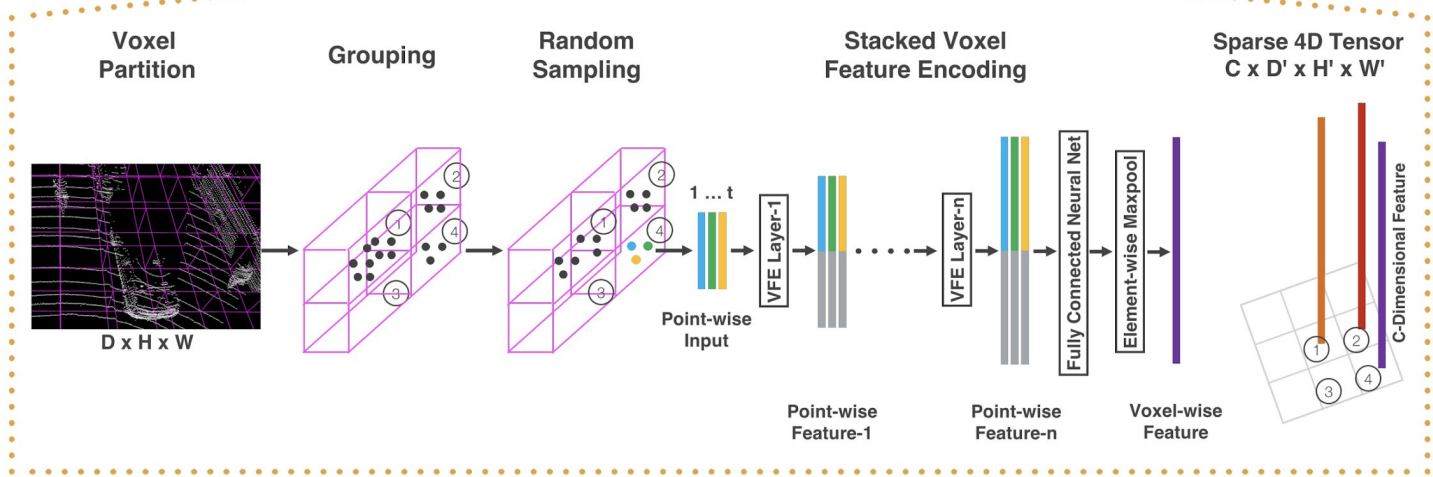 Voxel
Partition
Grouping
Random
Sampling
Stacked Voxel
Feature Encoding
Sparse 4D Tensor
C x D' x H' x W'
D x H x W
1
2
3
4
1
2
3
4
1 ... t
Point-wise
Input
VFE Layer-1
Point-wise
Feature-1
VFE Layer-n
Point-wise
Feature-n
Fully Connected Neural Net
Element-wise Maxpool
Voxel-wise
Feature
C-Dimensional Feature
1
2
3
4